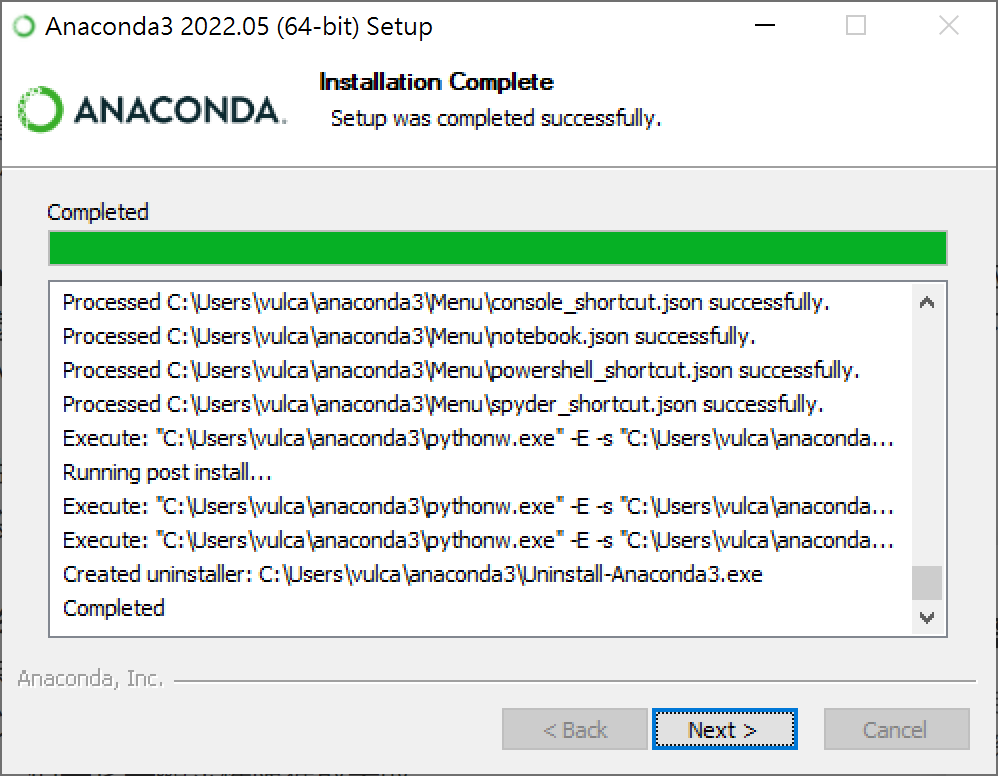 Anaconda3 2022.05 (64-bit) Setup
ANACONDA.
Installation Complete
Setup was completed successfully.
Completed
Processed C:\Users\vulca\anaconda3\Menu\console_shortcut.json successfully.
Processed C:\Users\vulca\anaconda3\Menu\notebook.json successfully.
Processed C:\Users\vulca\anaconda3\Menu\powershell_shortcut.json successfully.
Processed C:\Users\vulca\anaconda3\Menu\spyder_shortcut.json successfully.
Execute: "C:\Users\vulca\anaconda3\pythonw.exe" -E -s "C:\Users\vulca\anaconda...
Running post install...
Execute: "C:\Users\vulca\anaconda3\pythonw.exe" -E -s "C:\Users\vulca\anaconda...
Execute: "C:\Users\vulca\anaconda3\pythonw.exe" -E -s "C:\Users\vulca\anaconda...
Created uninstaller: C:\Users\vulca\anaconda3\Uninstall-Anaconda3.exe
Completed
Anaconda, Inc.
< Back Next > Cancel